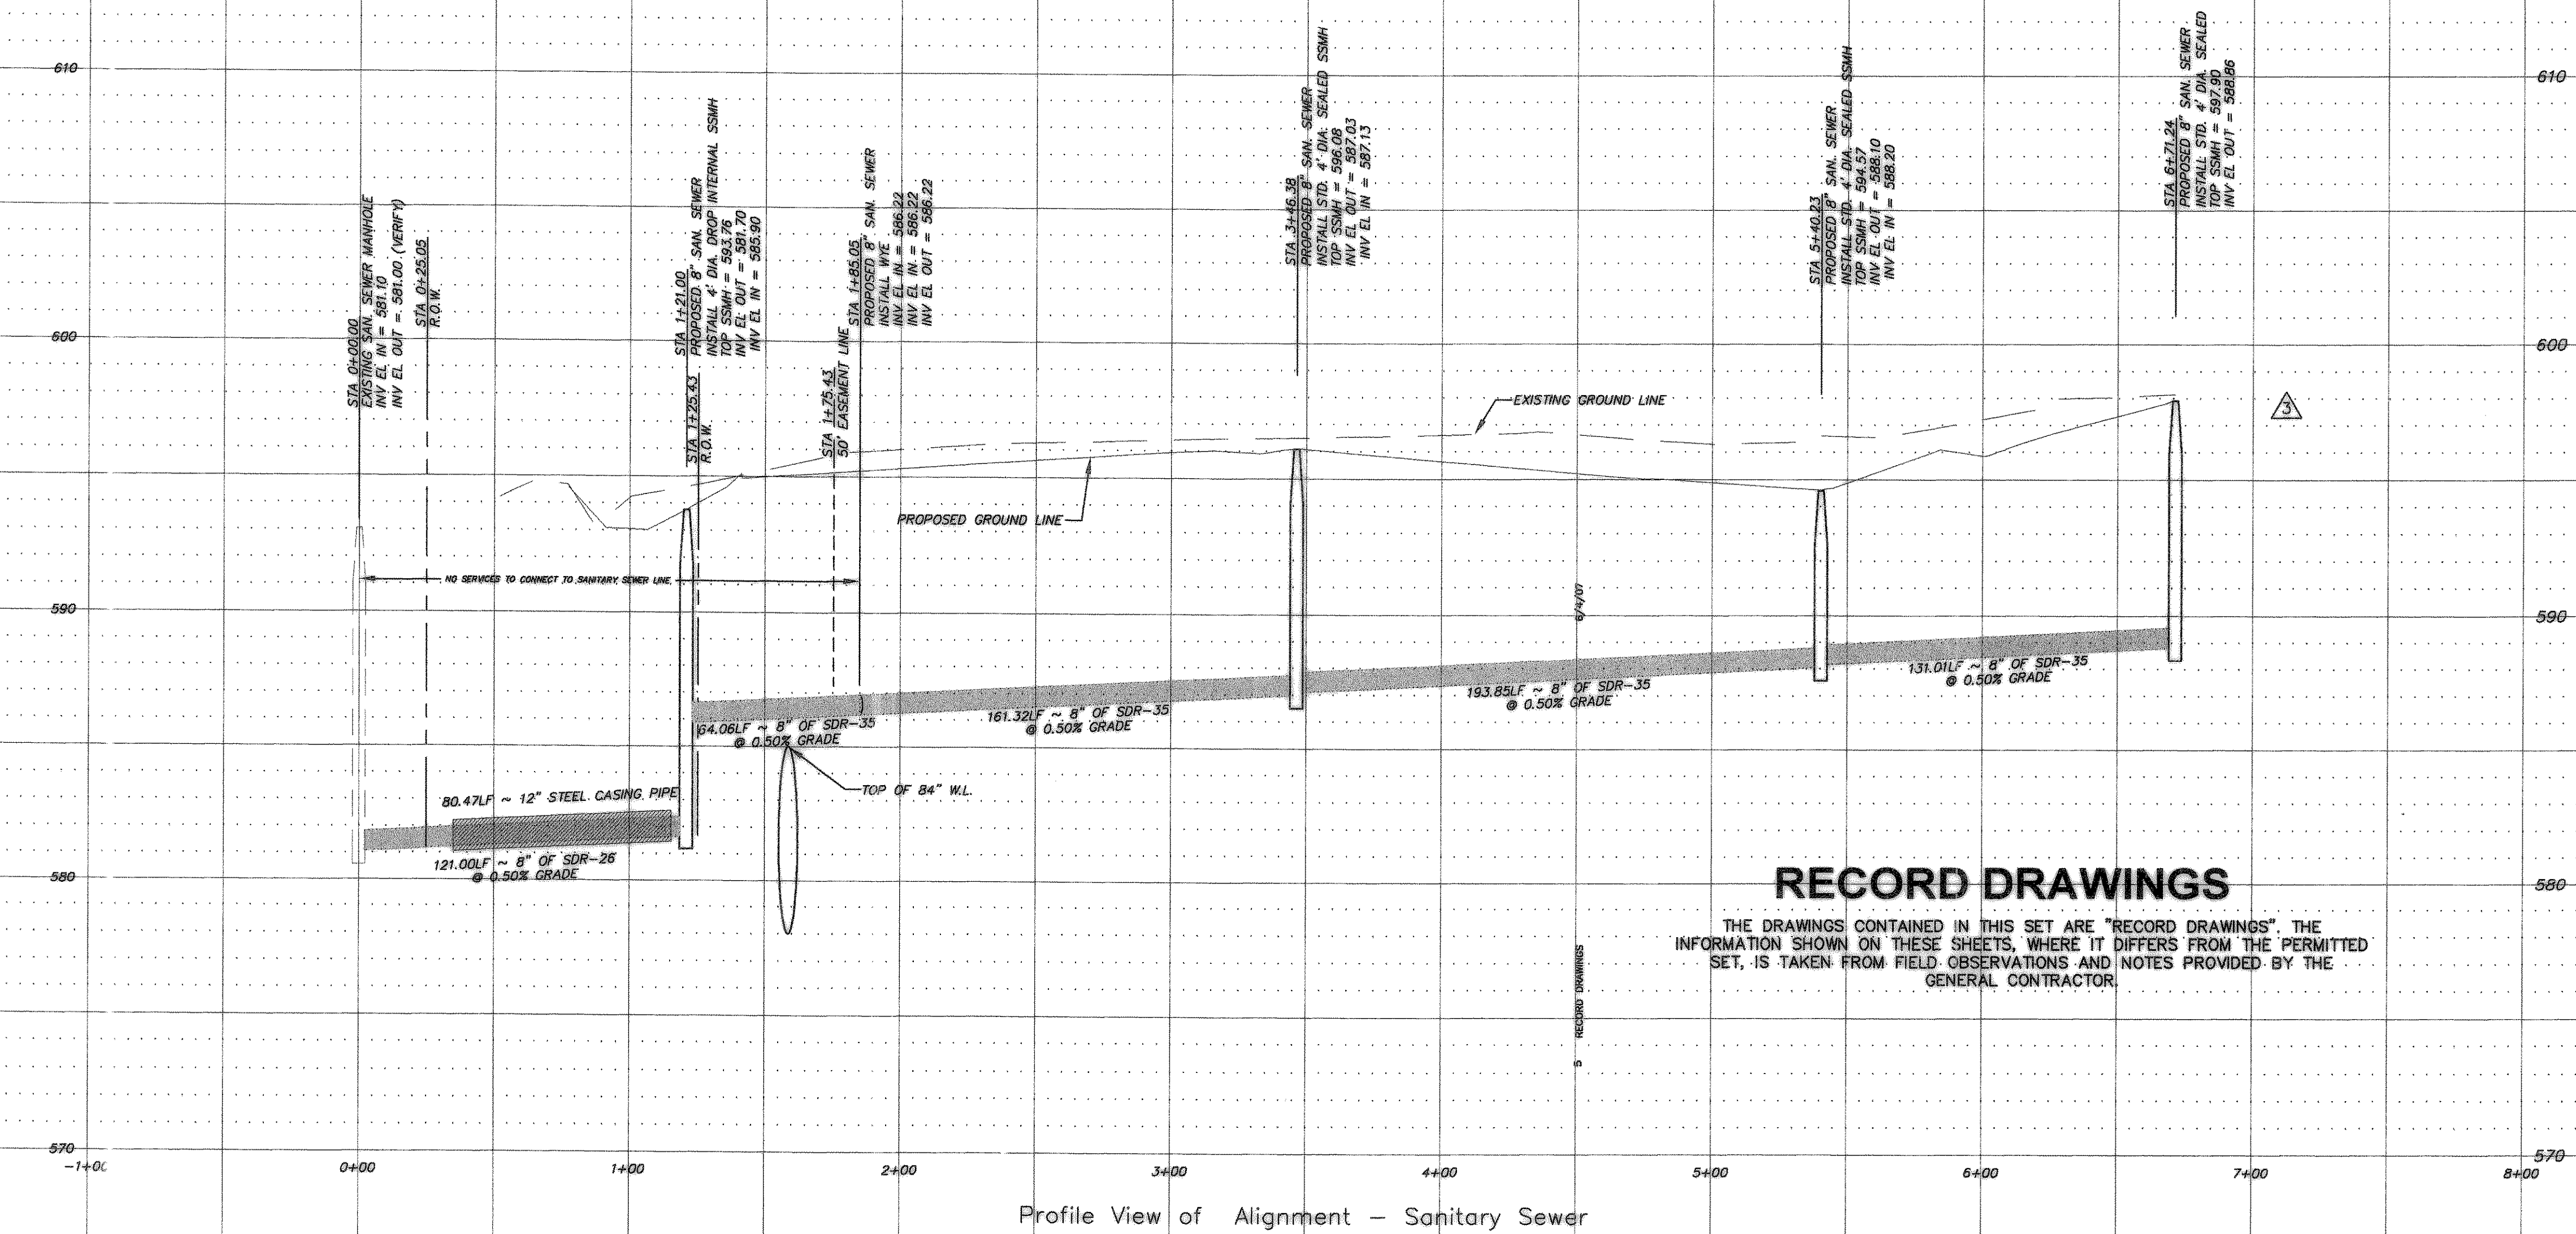 610
600
590
580
570
STA 0+00.00
EXISTING SAN. SEWER MANHOLE
INV EL IN = 581.10
INV EL OUT = 581.00 (VERIFY)
STA 0+25.05
R.O.W.
STA 1+21.00
PROPOSED 8" SAN. SEWER
INSTALL 4' DIA. DROP INTERNAL SSMH
TOP SSMH = 593.76
INV EL OUT = 581.70
INV EL IN = 585.90
STA 1+25.43
R.O.W.
STA 1+75.43
50' EASEMENT LINE
STA 1+85.05
PROPOSED 8" SAN. SEWER
INSTALL WYE
INV EL IN = 586.22
INV EL IN = 586.22
INV EL OUT = 586.22
STA 3+46.38
PROPOSED 8" SAN. SEWER
INSTALL STD. 4' DIA. SEALED SSMH
TOP SSMH = 596.08
INV EL OUT = 587.03
INV EL IN = 587.13
STA 5+40.23
PROPOSED 8" SAN. SEWER
INSTALL STD. 4' DIA. SEALED SSMH
TOP SSMH = 594.57
INV EL OUT = 588.10
INV EL IN = 588.20
STA 6+71.24
PROPOSED 8" SAN. SEWER
INSTALL STD. 4' DIA. SEALED
TOP SSMH = 597.90
INV EL OUT = 588.86
610
600
590
580
570
EXISTING GROUND LINE
3
PROPOSED GROUND LINE
NO SERVICES TO CONNECT TO SANITARY SEWER LINE
6/4/07
64.06LF ~ 8" OF SDR-35
@ 0.50% GRADE
161.32LF ~ 8" OF SDR-35
@ 0.50% GRADE
193.85LF ~ 8" OF SDR-35
@ 0.50% GRADE
131.01LF ~ 8" OF SDR-35
@ 0.50% GRADE
TOP OF 84" W.L.
80.47LF ~ 12" STEEL CASING PIPE
121.00LF ~ 8" OF SDR-26
@ 0.50% GRADE
RECORD DRAWINGS
THE DRAWINGS CONTAINED IN THIS SET ARE "RECORD DRAWINGS". THE
INFORMATION SHOWN ON THESE SHEETS, WHERE IT DIFFERS FROM THE PERMITTED
SET, IS TAKEN FROM FIELD OBSERVATIONS AND NOTES PROVIDED BY THE
GENERAL CONTRACTOR.
5 RECORD DRAWINGS
-1+00 0+00 1+00 2+00 3+00 4+00 5+00 6+00 7+00 8+00
Profile View of Alignment - Sanitary Sewer